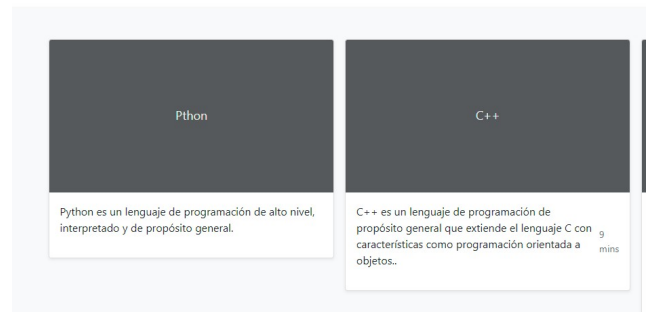 Pthon
Python es un lenguaje de programación de alto nivel,
interpretado y de propósito general.
C++
C++ es un lenguaje de programación de
propósito general que extiende el lenguaje C con
características como programación orientada a
objetos..
9
mins